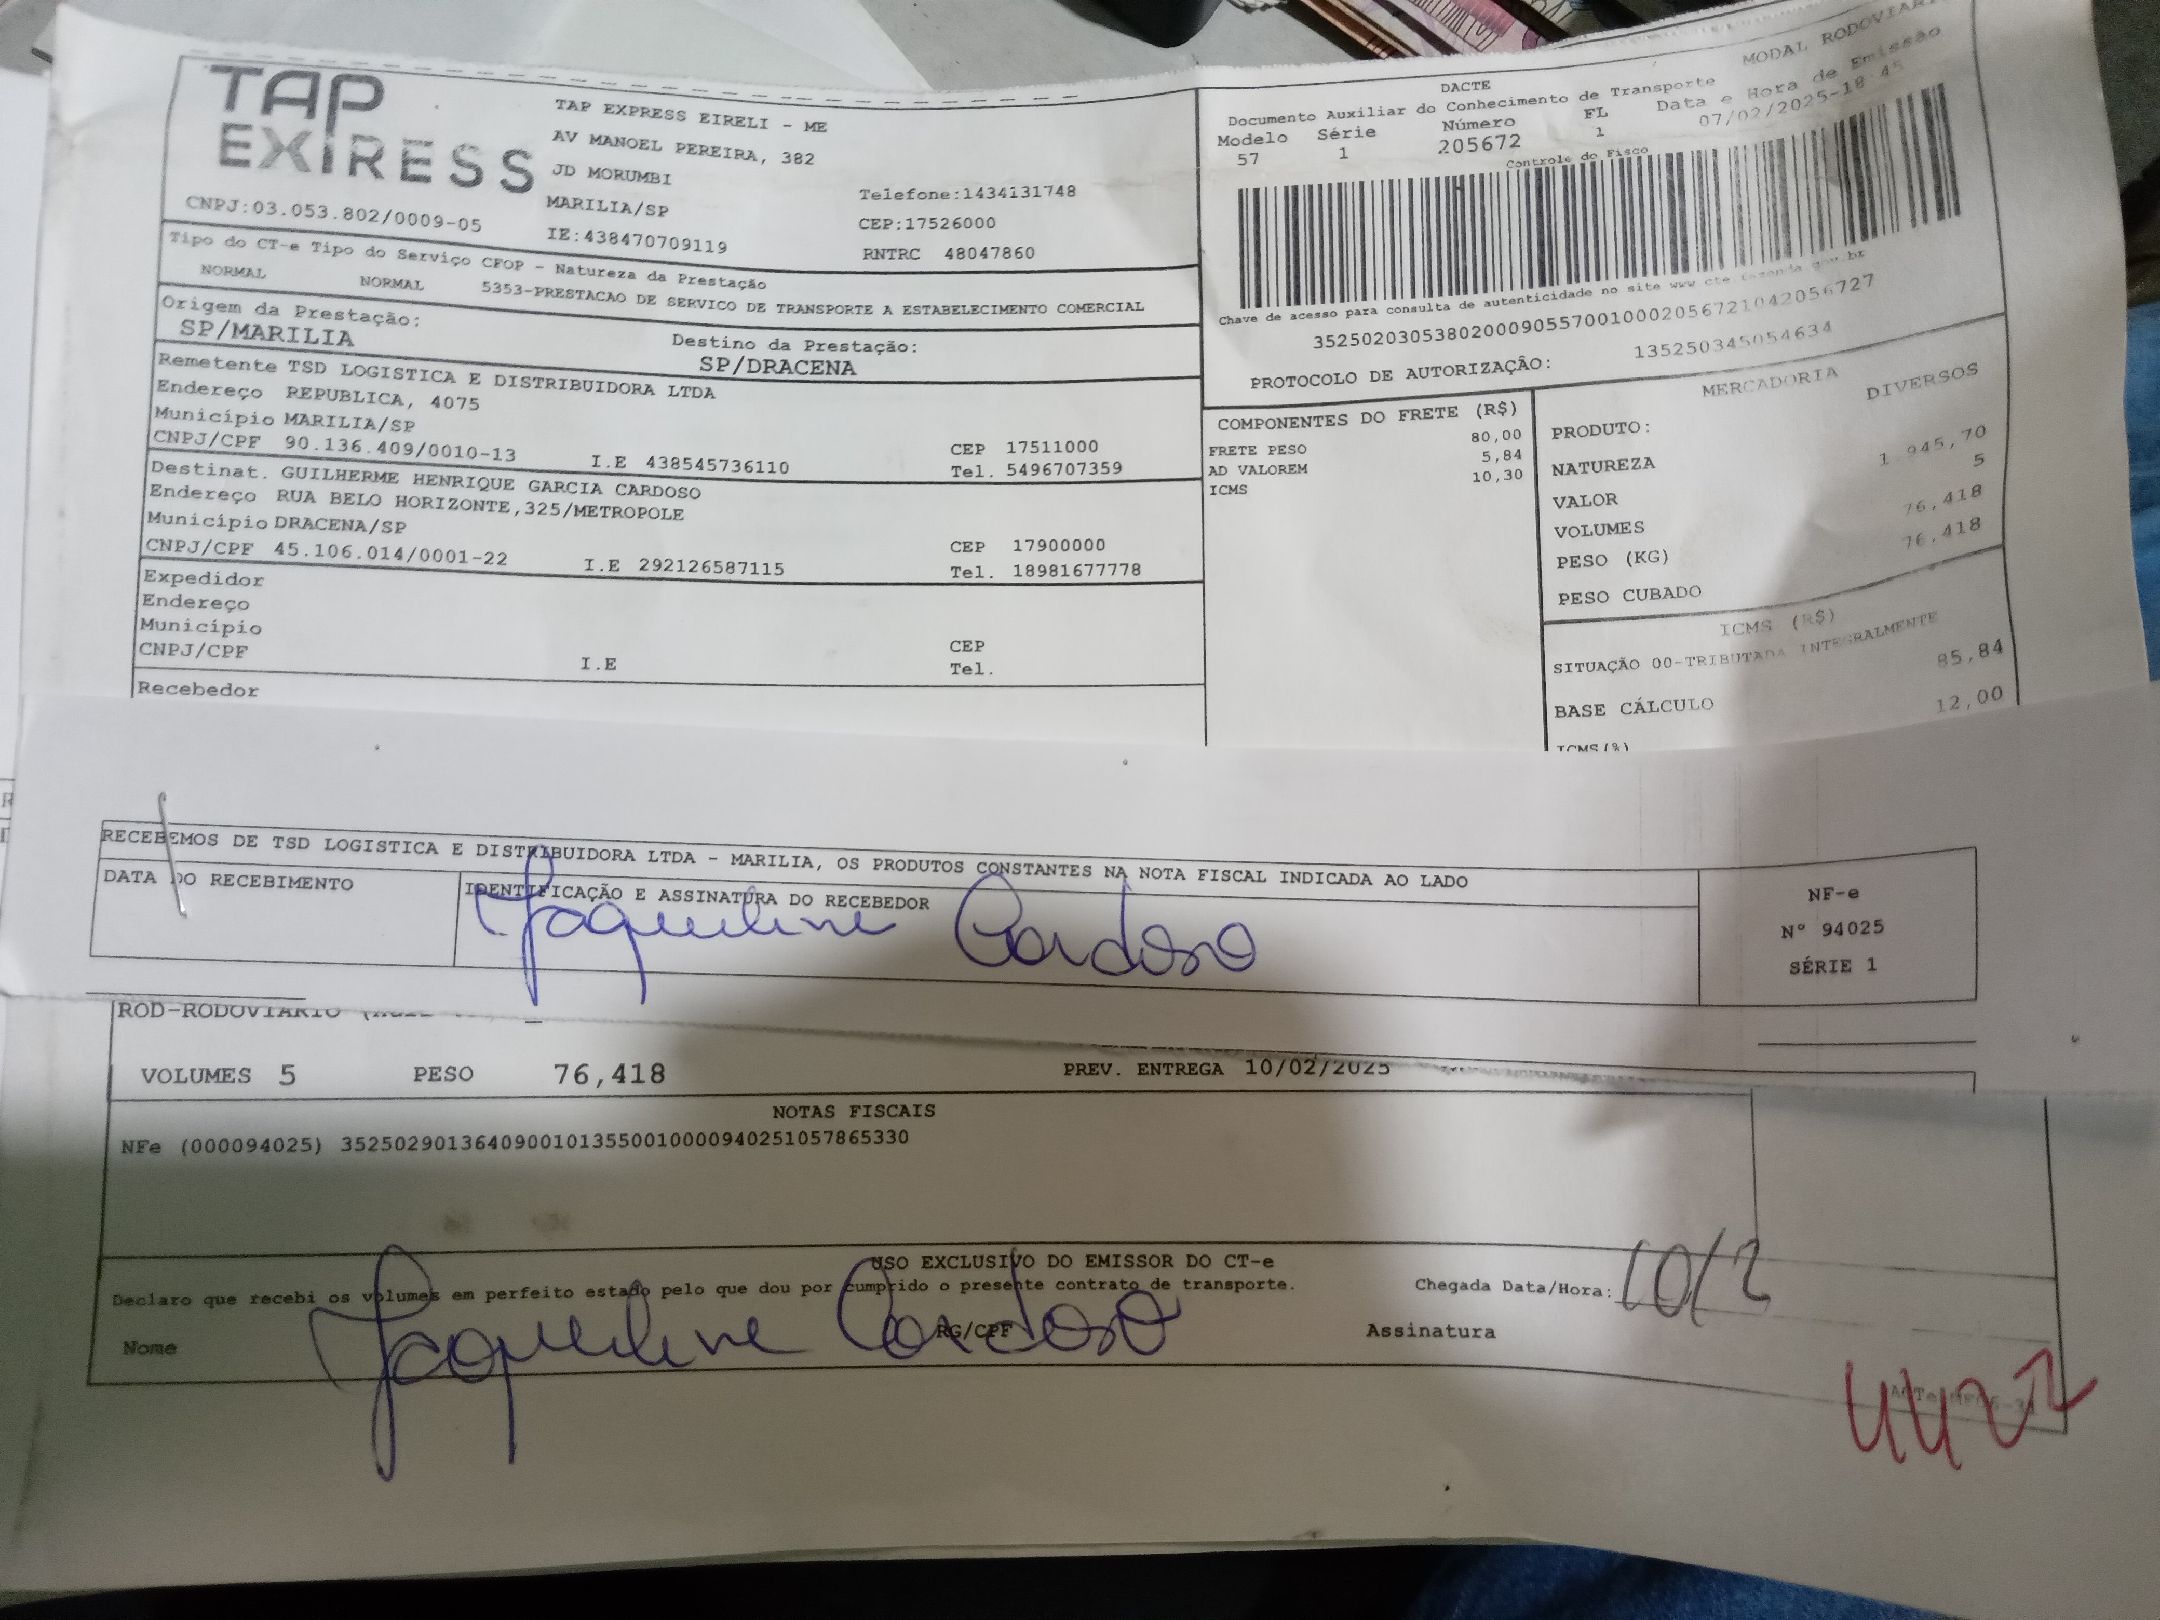 TAP
EXIRESS
CNPJ:03.053.802/0009-05
TAP EXPRESS EIRELI - ME
AV MANOEL PEREIRA, 382
JD MORUMBI
MARILIA/SP
IE:438470709119
Telefone:1434131748
CEP:17526000
RNTRC 48047860
DACTE
MODAL RODOVIARI
Documento Auxiliar do Conhecimento de Transporte
Modelo Série Número FL Data e Hora de Emissão
57 1 205672 1 07/02/2025-18 45
Controle do Fisco
Chave de acesso para consulta de autenticidade no site www cte fazenda gov.br
35250203053802000905570010002056721042056727
PROTOCOLO DE AUTORIZAÇÃO: 135250345054634
Tipo do CT-e Tipo do Serviço CFOP - Natureza da Prestação
NORMAL NORMAL 5353-PRESTACAO DE SERVICO DE TRANSPORTE A ESTABELECIMENTO COMERCIAL
Origem da Prestação:
SP/MARILIA
Destino da Prestação:
SP/DRACENA
Remetente TSD LOGISTICA E DISTRIBUIDORA LTDA
Endereço REPUBLICA, 4075
Município MARILIA/SP CEP 17511000
CNPJ/CPF 90.136.409/0010-13 I.E 438545736110 Tel. 5496707359
Destinat. GUILHERME HENRIQUE GARCIA CARDOSO
Endereço RUA BELO HORIZONTE,325/METROPOLE
Município DRACENA/SP CEP 17900000
CNPJ/CPF 45.106.014/0001-22 I.E 292126587115 Tel. 18981677778
Expedidor
Endereço
Município CEP
CNPJ/CPF I.E Tel.
Recebedor
COMPONENTES DO FRETE (R$)
FRETE PESO 80,00
AD VALOREM 5,84
ICMS 10,30
MERCADORIA
PRODUTO: DIVERSOS
NATUREZA
VALOR 1 945,70
VOLUMES 5
PESO (KG) 76,418
PESO CUBADO 76,418
ICMS (R$)
SITUAÇÃO 00-TRIBUTADA INTEGRALMENTE
BASE CÁLCULO 85,84
ICMS(%) 12,00
RECEBEMOS DE TSD LOGISTICA E DISTRIBUIDORA LTDA - MARILIA, OS PRODUTOS CONSTANTES NA NOTA FISCAL INDICADA AO LADO
DATA DO RECEBIMENTO
IDENTIFICAÇÃO E ASSINATURA DO RECEBEDOR
Jaqueline Cardoso
NF-e
N° 94025
SÉRIE 1
ROD-RODOVIARIO
VOLUMES 5 PESO 76,418 PREV. ENTREGA 10/02/2025
NOTAS FISCAIS
NFe (000094025) 35250290136409001013550010000940251057865330
USO EXCLUSIVO DO EMISSOR DO CT-e
Declaro que recebi os volumes em perfeito estado pelo que dou por cumprido o presente contrato de transporte.
Chegada Data/Hora: 10/2
Nome Jaqueline Cardoso RG/CPF Assinatura